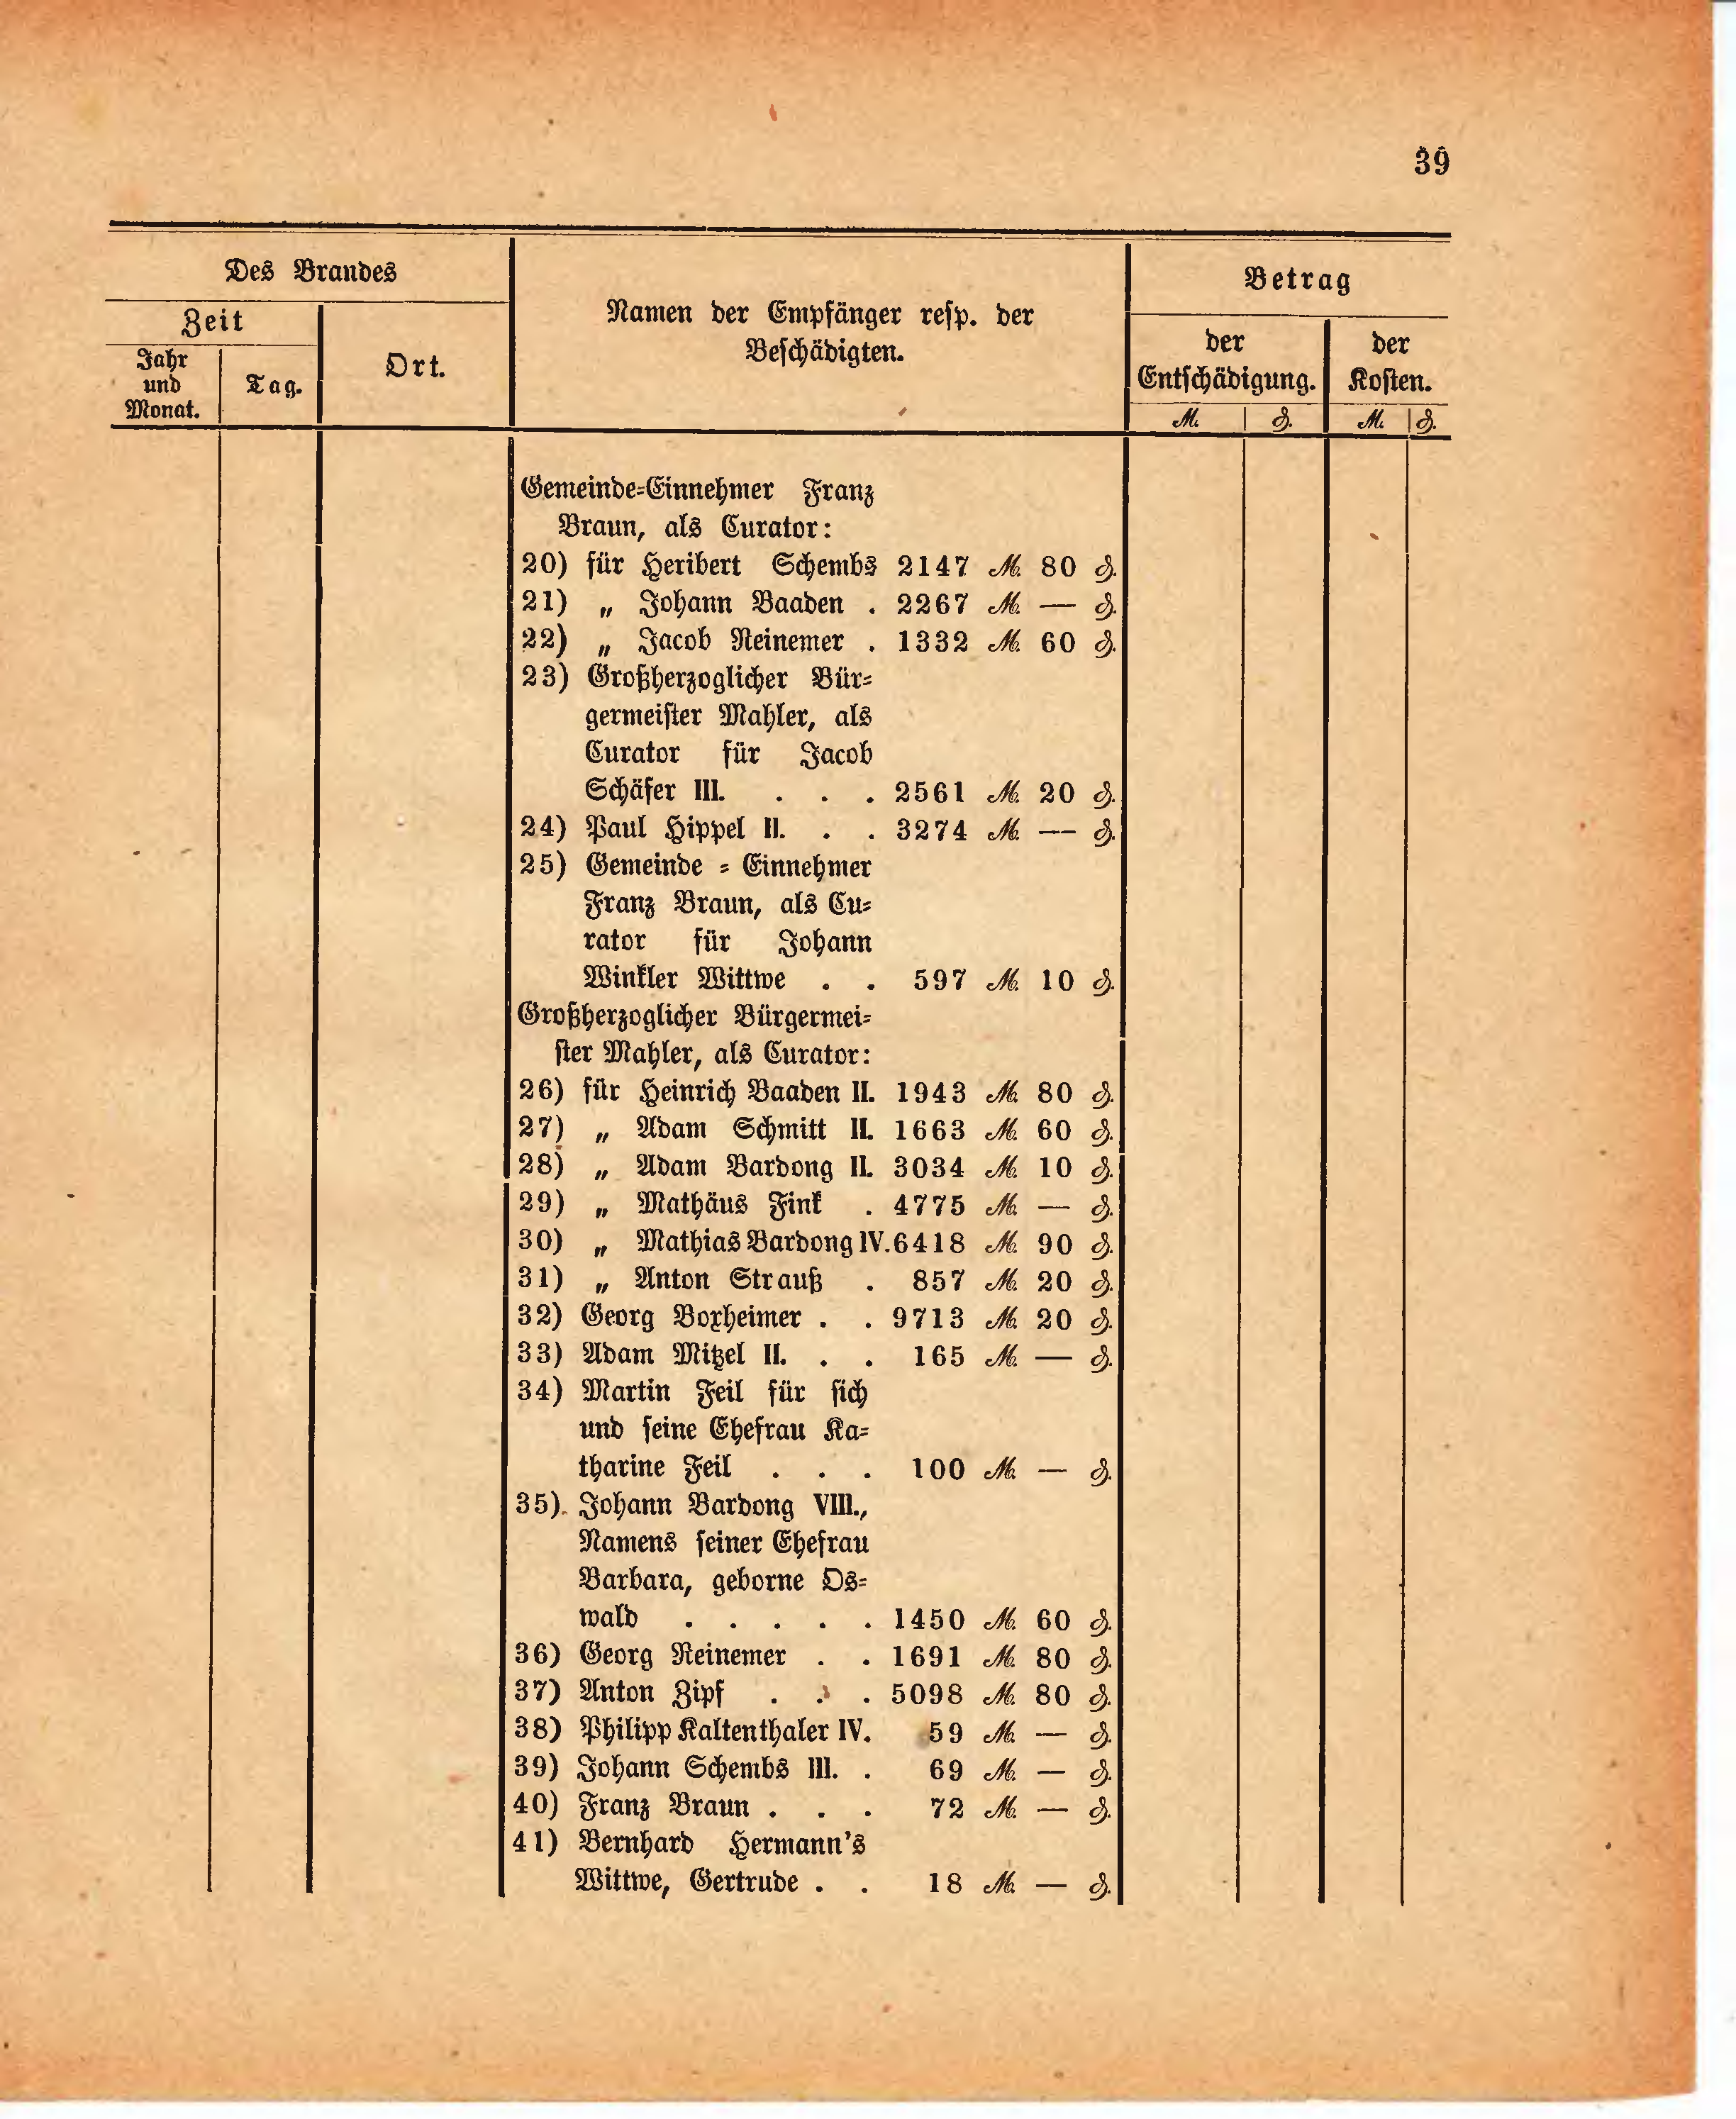 39
Des Brandes
Zeit
Jahr
und
Monat.
Tag.
Ort.
Namen der Empfänger resp. der
Beschädigten.
Betrag
der
Entschädigung.
der
Kosten.
ℳ. | ₰. ℳ. | ₰.
Gemeinde-Einnehmer Franz
Braun, als Curator:
20) für Heribert Schembs 2147 ℳ. 80 ₰.
21) „ Johann Baaden . 2267 ℳ. — ₰.
22) „ Jacob Reinemer . 1332 ℳ. 60 ₰.
23) Großherzoglicher Bür-
germeister Mahler, als
Curator für Jacob
Schäfer III. . . . 2561 ℳ. 20 ₰.
24) Paul Hippel II. . . 3274 ℳ. — ₰.
25) Gemeinde-Einnehmer
Franz Braun, als Cu-
rator für Johann
Winkler Wittwe . . 597 ℳ. 10 ₰.
Großherzoglicher Bürgermei-
ster Mahler, als Curator:
26) für Heinrich Baaden II. 1943 ℳ. 80 ₰.
27) „ Adam Schmitt II. 1663 ℳ. 60 ₰.
28) „ Adam Bardong II. 3034 ℳ. 10 ₰.
29) „ Mathäus Fink . 4775 ℳ. — ₰.
30) „ Mathias Bardong IV. 6418 ℳ. 90 ₰.
31) „ Anton Strauß . 857 ℳ. 20 ₰.
32) Georg Boxheimer . . 9713 ℳ. 20 ₰.
33) Adam Mitzel II. . . 165 ℳ. — ₰.
34) Martin Feil für sich
und seine Ehefrau Ka-
tharine Feil . . . 100 ℳ. — ₰.
35) Johann Bardong VIII.,
Namens seiner Ehefrau
Barbara, geborne Os-
wald . . . . . 1450 ℳ. 60 ₰.
36) Georg Reinemer . . 1691 ℳ. 80 ₰.
37) Anton Zipf . . . 5098 ℳ. 80 ₰.
38) Philipp Kaltenthaler IV. 59 ℳ. — ₰.
39) Johann Schembs III. . 69 ℳ. — ₰.
40) Franz Braun . . . 72 ℳ. — ₰.
41) Bernhard Hermann's
Wittwe, Gertrude . . 18 ℳ. — ₰.